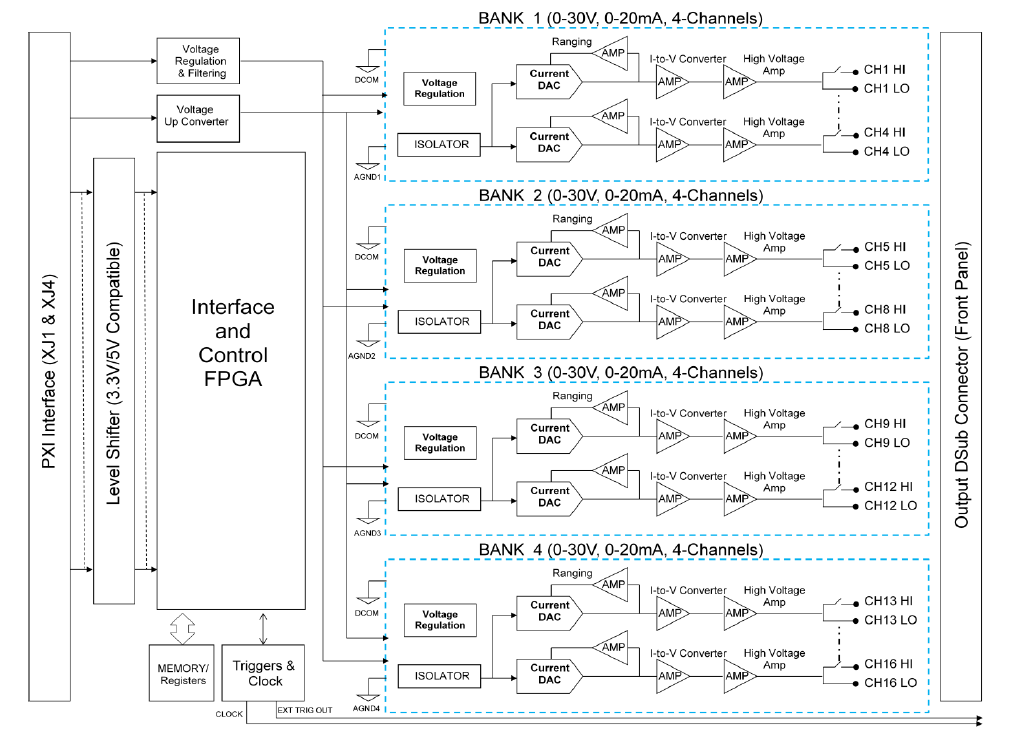 BANK 1 (0-30V, 0-20mA, 4-Channels)
Voltage
Regulation
& Filtering
Voltage
Up Converter
DCOM
Voltage
Regulation
ISOLATOR
AGND1
Ranging
AMP
Current
DAC
I-to-V Converter
AMP
High Voltage
Amp
AMP
CH1 HI
CH1 LO
AMP
Current
DAC
I-to-V Converter
AMP
High Voltage
Amp
AMP
CH4 HI
CH4 LO
BANK 2 (0-30V, 0-20mA, 4-Channels)
DCOM
Voltage
Regulation
ISOLATOR
AGND2
Ranging
AMP
Current
DAC
I-to-V Converter
AMP
High Voltage
Amp
AMP
CH5 HI
CH5 LO
AMP
Current
DAC
I-to-V Converter
AMP
High Voltage
Amp
AMP
CH8 HI
CH8 LO
BANK 3 (0-30V, 0-20mA, 4-Channels)
DCOM
Voltage
Regulation
ISOLATOR
AGND3
Ranging
AMP
Current
DAC
I-to-V Converter
AMP
High Voltage
Amp
AMP
CH9 HI
CH9 LO
AMP
Current
DAC
I-to-V Converter
AMP
High Voltage
Amp
AMP
CH12 HI
CH12 LO
BANK 4 (0-30V, 0-20mA, 4-Channels)
DCOM
Voltage
Regulation
ISOLATOR
AGND4
Ranging
AMP
Current
DAC
I-to-V Converter
AMP
High Voltage
Amp
AMP
CH13 HI
CH13 LO
AMP
Current
DAC
I-to-V Converter
AMP
High Voltage
Amp
AMP
CH16 HI
CH16 LO
PXI Interface (XJ1 & XJ4)
Level Shifter (3.3V/5V Compatible)
Interface
and
Control
FPGA
MEMORY/
Registers
Triggers &
Clock
CLOCK
EXT TRIG OUT
Output DSub Connector (Front Panel)